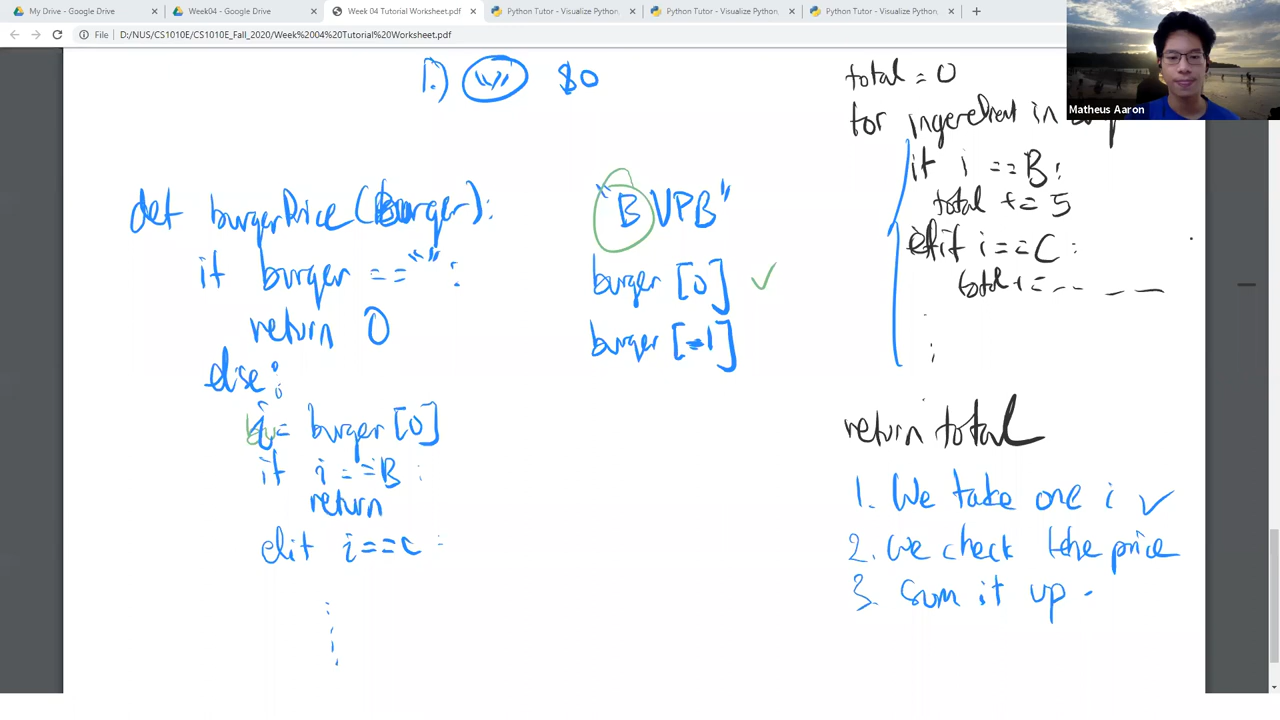 My Drive - Google Drive
Week04 - Google Drive
Week 04 Tutorial Worksheet.pdf
Python Tutor - Visualize Python,
Python Tutor - Visualize Python,
Python Tutor - Visualize Python,
File D:/NUS/CS1010E/CS1010E_Fall_2020/Week%2004%20Tutorial%20Worksheet.pdf
Matheus Aaron
1.) "" $0
def burgerPrice(burger):
if burger == "":
return 0
else:
i = burger[0]
if i == B :
return
elif i == C :
"BVPB"
burger [0] ✓
burger [-1]
total = 0
for ingeredient in
if i == B:
total += 5
elif i == C :
total += -- -- --
return total
1. We take one i ✓
2. We check the price
3. Sum it up -